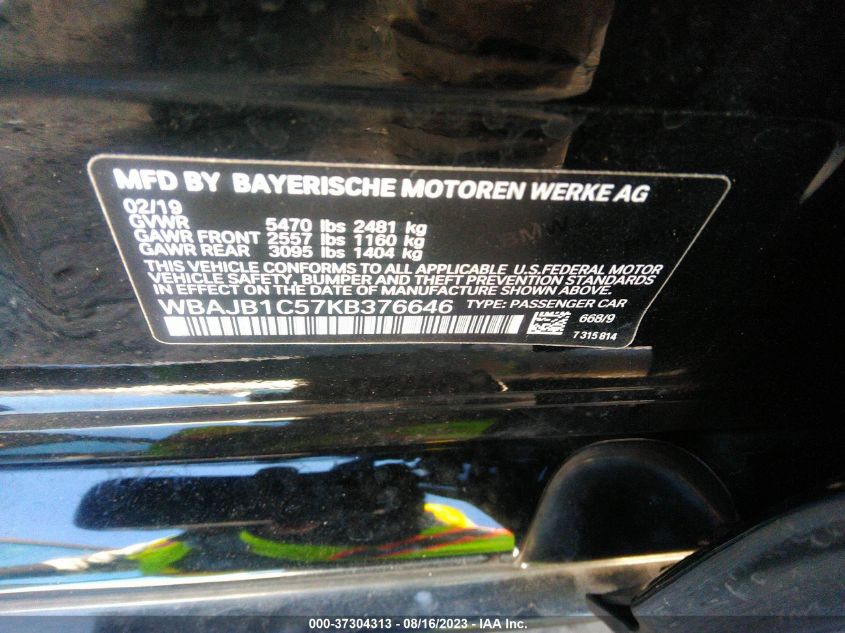 MFD BY BAYERISCHE MOTOREN WERKE AG
02/19
GVWR 5470 lbs 2481 kg
GAWR FRONT 2557 lbs 1160 kg
GAWR REAR 3095 lbs 1404 kg
THIS VEHICLE CONFORMS TO ALL APPLICABLE U.S.FEDERAL MOTOR
VEHICLE SAFETY, BUMPER AND THEFT PREVENTION STANDARDS
IN EFFECT ON THE DATE OF MANUFACTURE SHOWN ABOVE.
WBAJB1C57KB376646 TYPE: PASSENGER CAR
668/9
7 315 814
BMW
000-37304313 - 08/16/2023 - IAA Inc.